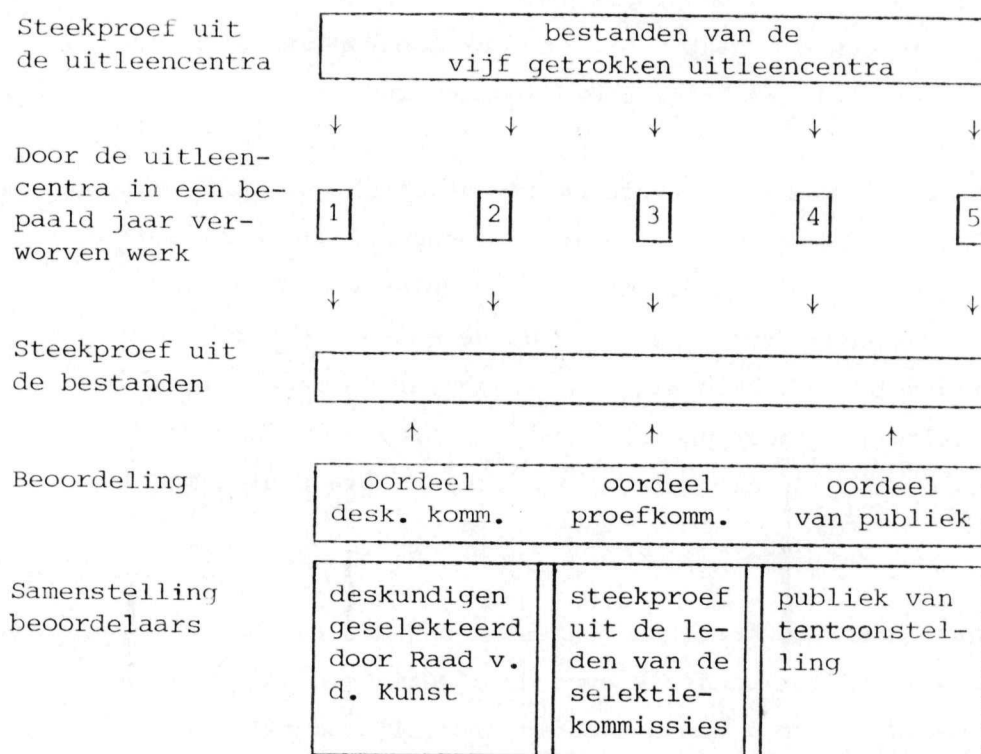 Steekproef uit
de uitleencentra
bestanden van de
vijf getrokken uitleencentra
↓ ↓ ↓ ↓ ↓
Door de uitleen-
centra in een be-
paald jaar ver-
worven werk
1 2 3 4 5
↓ ↓ ↓ ↓ ↓
Steekproef uit
de bestanden
↑ ↑ ↑
Beoordeling
oordeel
desk. komm.
oordeel
proefkomm.
oordeel
van publiek
Samenstelling
beoordelaars
deskundigen
geselekteerd
door Raad v.
d. Kunst
steekproef
uit de le-
den van de
selektie-
kommissies
publiek van
tentoonstel-
ling